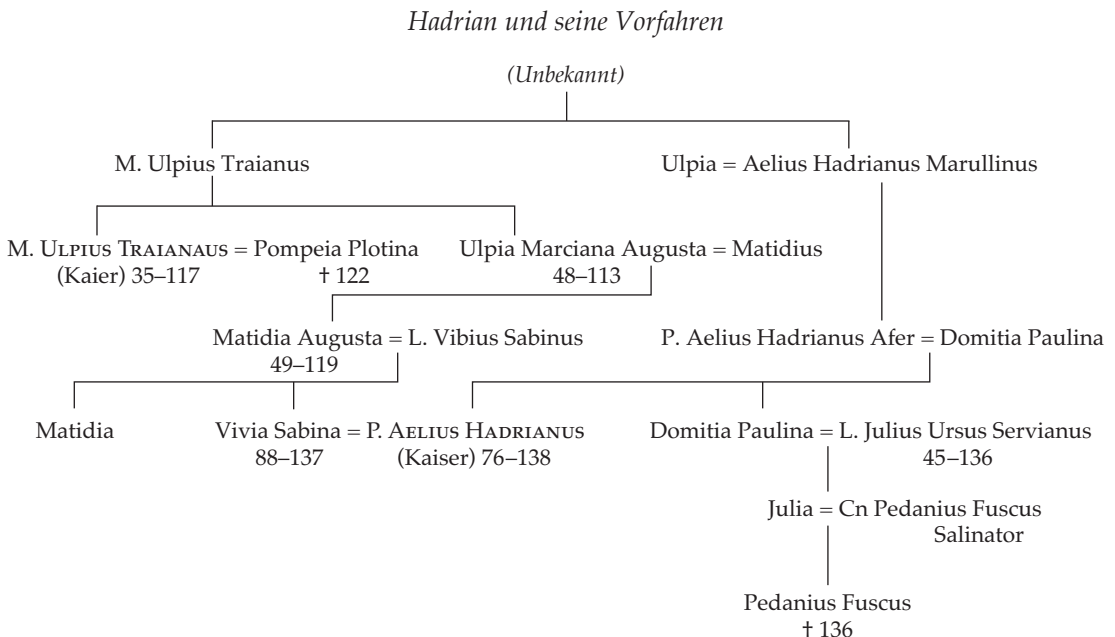 Hadrian und seine Vorfahren
(Unbekannt)
M. Ulpius Traianus
Ulpia = Aelius Hadrianus Marullinus
M. ULPIUS TRAIANAUS = Pompeia Plotina
(Kaier) 35–117
† 122
Ulpia Marciana Augusta = Matidius
48–113
Matidia Augusta = L. Vibius Sabinus
49–119
P. Aelius Hadrianus Afer = Domitia Paulina
Matidia
Vivia Sabina = P. AELIUS HADRIANUS
88–137
(Kaiser) 76–138
Domitia Paulina = L. Julius Ursus Servianus
45–136
Julia = Cn Pedanius Fuscus
Salinator
Pedanius Fuscus
† 136